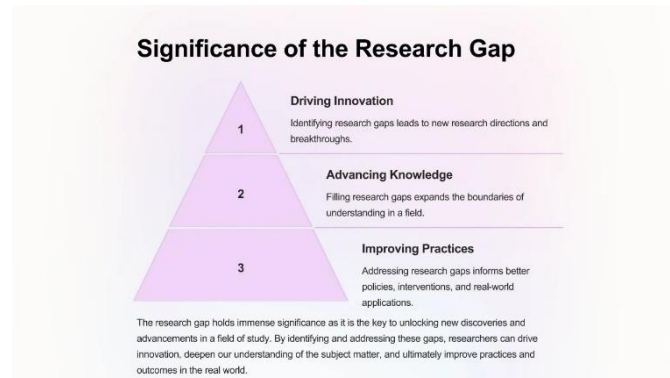 Significance of the Research Gap
1
Driving Innovation
Identifying research gaps leads to new research directions and
breakthroughs.
2
Advancing Knowledge
Filling research gaps expands the boundaries of
understanding in a field.
3
Improving Practices
Addressing research gaps informs better
policies, interventions, and real-world
applications.
The research gap holds immense significance as it is the key to unlocking new discoveries and
advancements in a field of study. By identifying and addressing these gaps, researchers can drive
innovation, deepen our understanding of the subject matter, and ultimately improve practices and
outcomes in the real world.